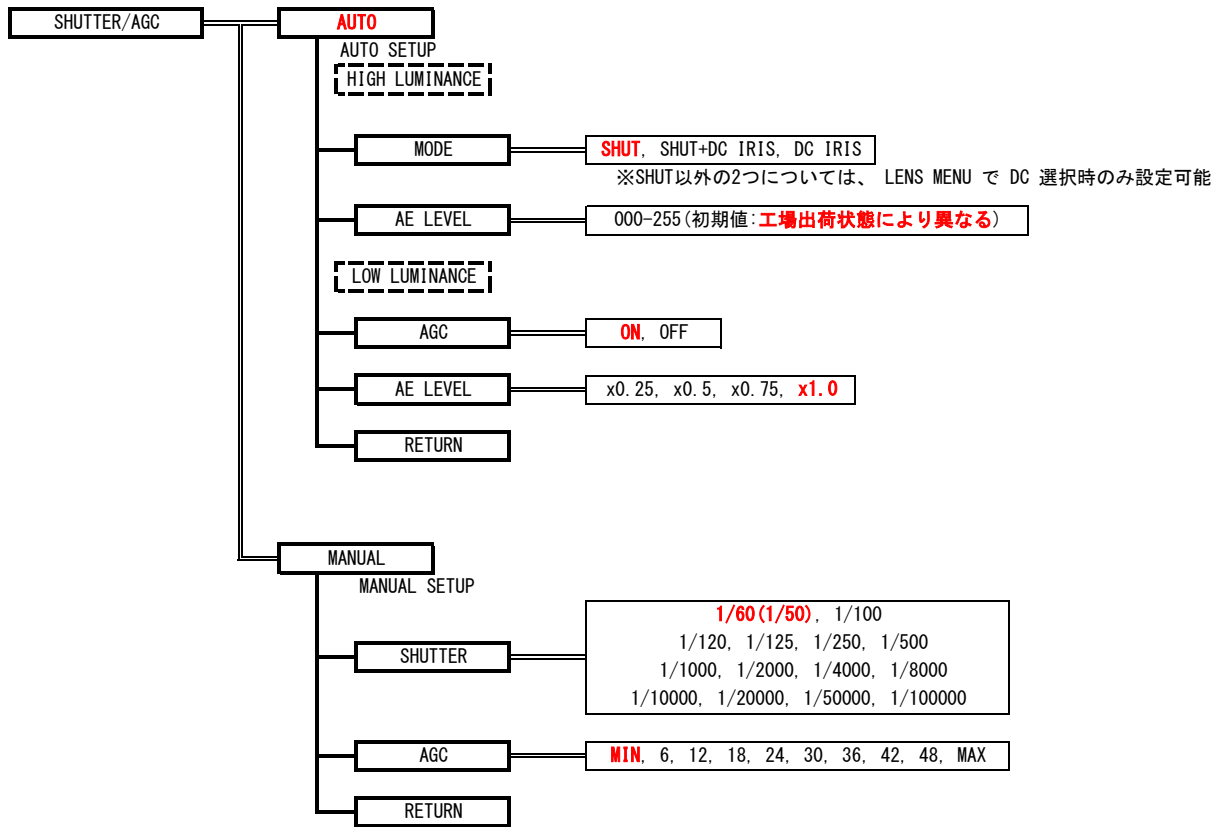 SHUTTER/AGC
AUTO
AUTO SETUP
HIGH LUMINANCE
MODE
SHUT, SHUT+DC IRIS, DC IRIS
※SHUT以外の2つについては、 LENS MENU で DC 選択時のみ設定可能
AE LEVEL
000-255(初期値:工場出荷状態により異なる)
LOW LUMINANCE
AGC
ON, OFF
AE LEVEL
x0.25, x0.5, x0.75, x1.0
RETURN
MANUAL
MANUAL SETUP
SHUTTER
1/60(1/50), 1/100
1/120, 1/125, 1/250, 1/500
1/1000, 1/2000, 1/4000, 1/8000
1/10000, 1/20000, 1/50000, 1/100000
AGC
MIN, 6, 12, 18, 24, 30, 36, 42, 48, MAX
RETURN